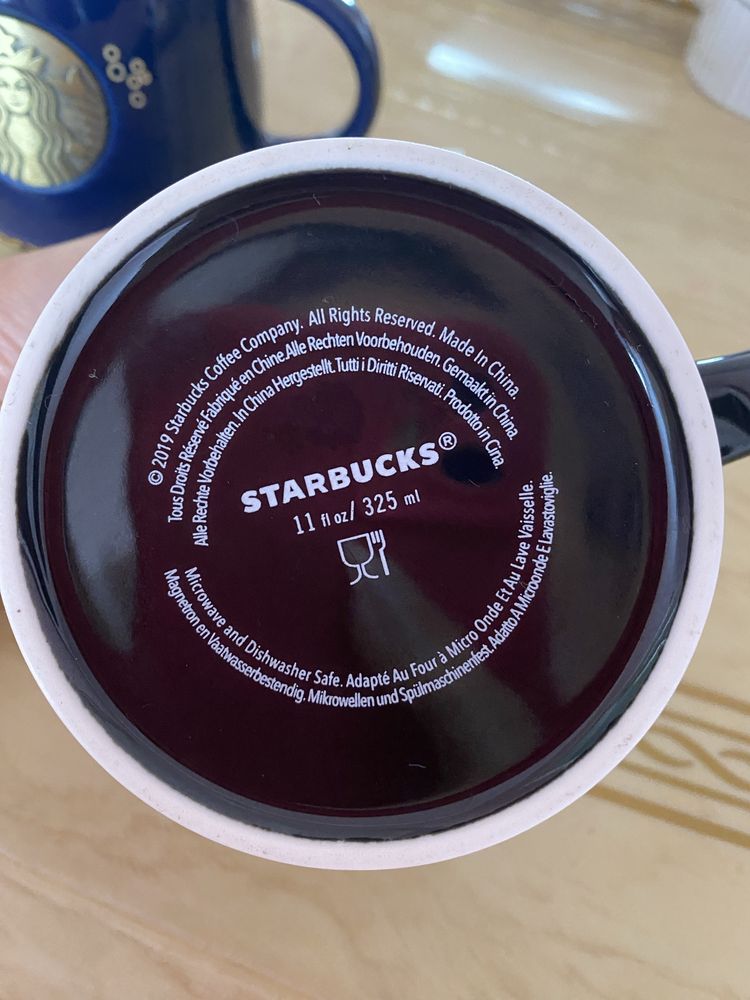 © 2019 Starbucks Coffee Company. All Rights Reserved. Made In China.
Tous Droits Réservé Fabriqué en Chine.Alle Rechten Voorbehouden. Gemaakt in China.
Alle Rechte Vorbehalten. In China Hergestellt. Tutti i Diritti Riservati. Prodotto in Cina.
STARBUCKS®
11 fl oz/ 325 ml
Microwave and Dishwasher Safe. Adapté Au Four à Micro Onde Et Au Lave Vaisselle.
Magnetron en Vaatwasserbestendig. Mikrowellen und Spülmaschinenfest. Adatto A Microonde E Lavastoviglie.